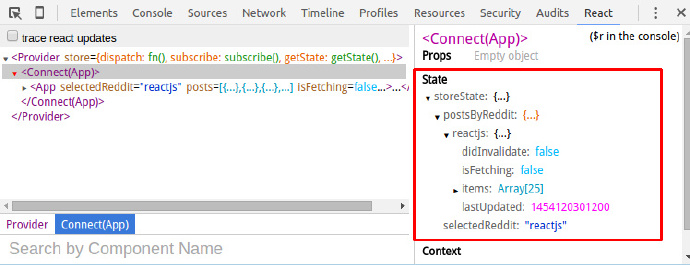 Elements Console Sources Network Timeline Profiles Resources Security Audits React
trace react updates
<Provider store={dispatch: fn(), subscribe: subscribe(), getState: getState(), …}>
<Connect(App)>
<App selectedReddit="reactjs" posts=[{…},{…},{…},…] isFetching=false…>…</App>
</Connect(App)>
</Provider>
Provider Connect(App)
Search by Component Name
<Connect(App)> ($r in the console)
Props Empty object
State
storeState: {…}
postsByReddit: {…}
reactjs: {…}
didInvalidate: false
isFetching: false
items: Array[25]
lastUpdated: 1454120301200
selectedReddit: "reactjs"
Context